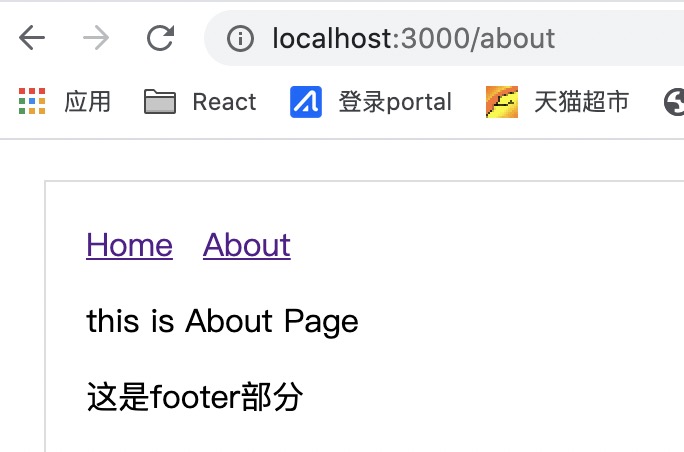 localhost:3000/about
应用 React 登录portal 天猫超市
Home About
this is About Page
这是footer部分